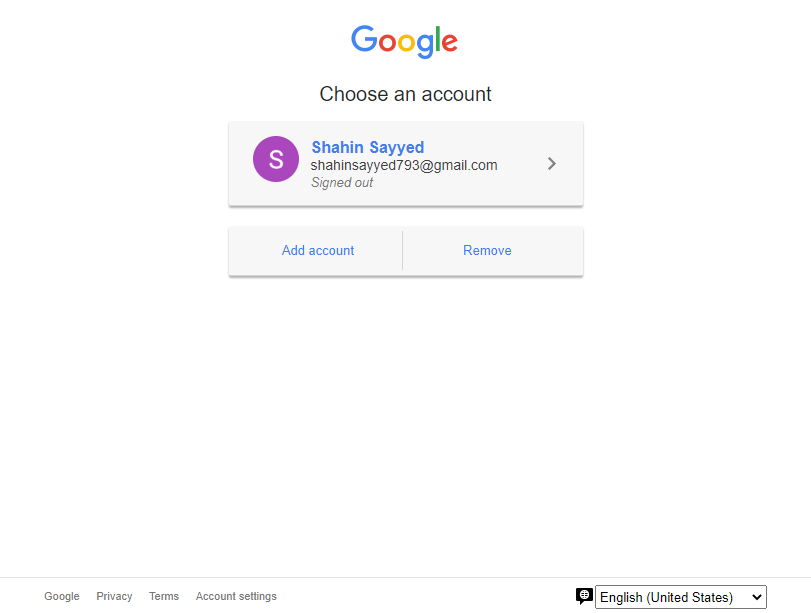 Google
Choose an account
S
Shahin Sayyed
shahinsayyed793@gmail.com
Signed out
Add account
Remove
Google Privacy Terms Account settings
English (United States)